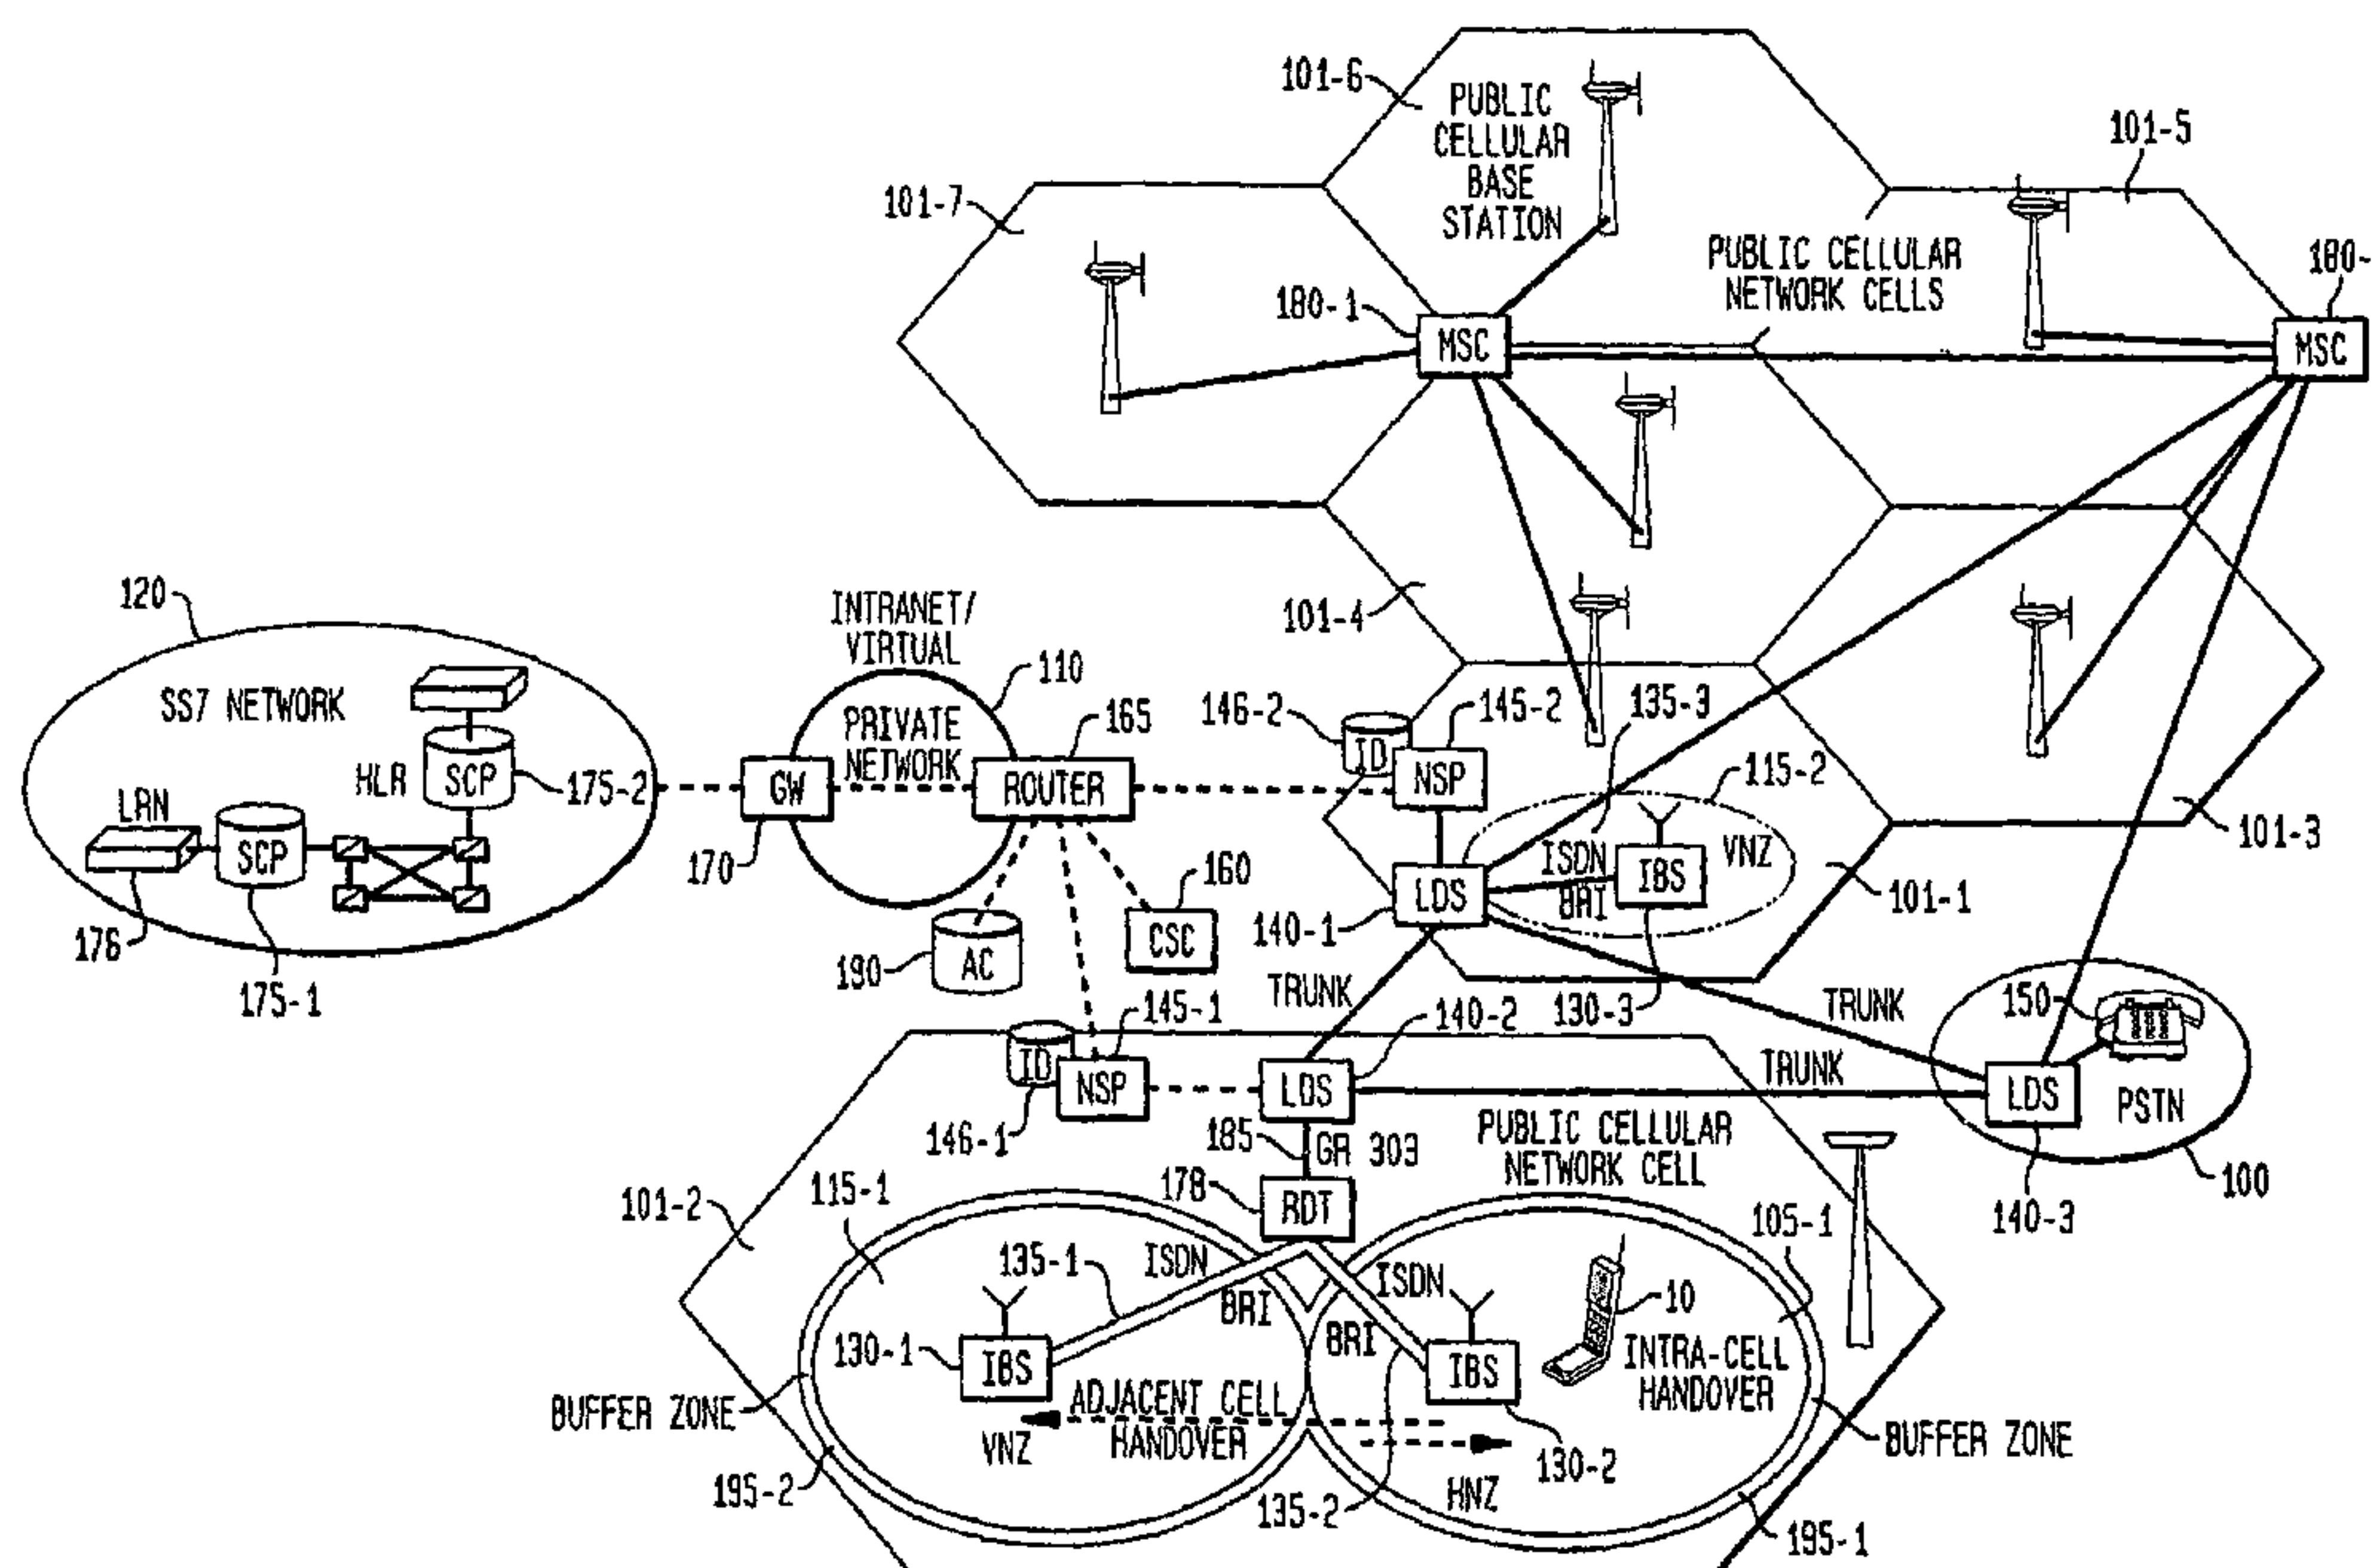 101-6
PUBLIC
CELLULAR
BASE
STATION
101-5
101-7
PUBLIC CELLULAR
NETWORK CELLS
180-
180-1
MSC
MSC
120
INTRANET/
VIRTUAL
110
101-4
SS7 NETWORK
PRIVATE
NETWORK
165
146-2
145-2
135-3
ID
NSP
115-2
HLR
SCP
175-2
GW
ROUTER
LRN
SCP
170
ISDN
BRI
IBS
VNZ
101-3
160
LDS
101-1
176
190
AC
CSC
140-1
175-1
TRUNK
130-3
TRUNK
150
145-1
140-2
ID
NSP
LDS
TRUNK
LDS
PSTN
146-1
185
GR 303
PUBLIC CELLULAR
NETWORK CELL
101-2
115-1
178
RDT
105-1
140-3
100
135-1
ISDN
BRI
ISDN
BRI
10
130-1
IBS
IBS
INTRA-CELL
HANDOVER
BUFFER ZONE
ADJACENT CELL
HANDOVER
VNZ
BUFFER ZONE
195-2
135-2
HNZ
130-2
195-1